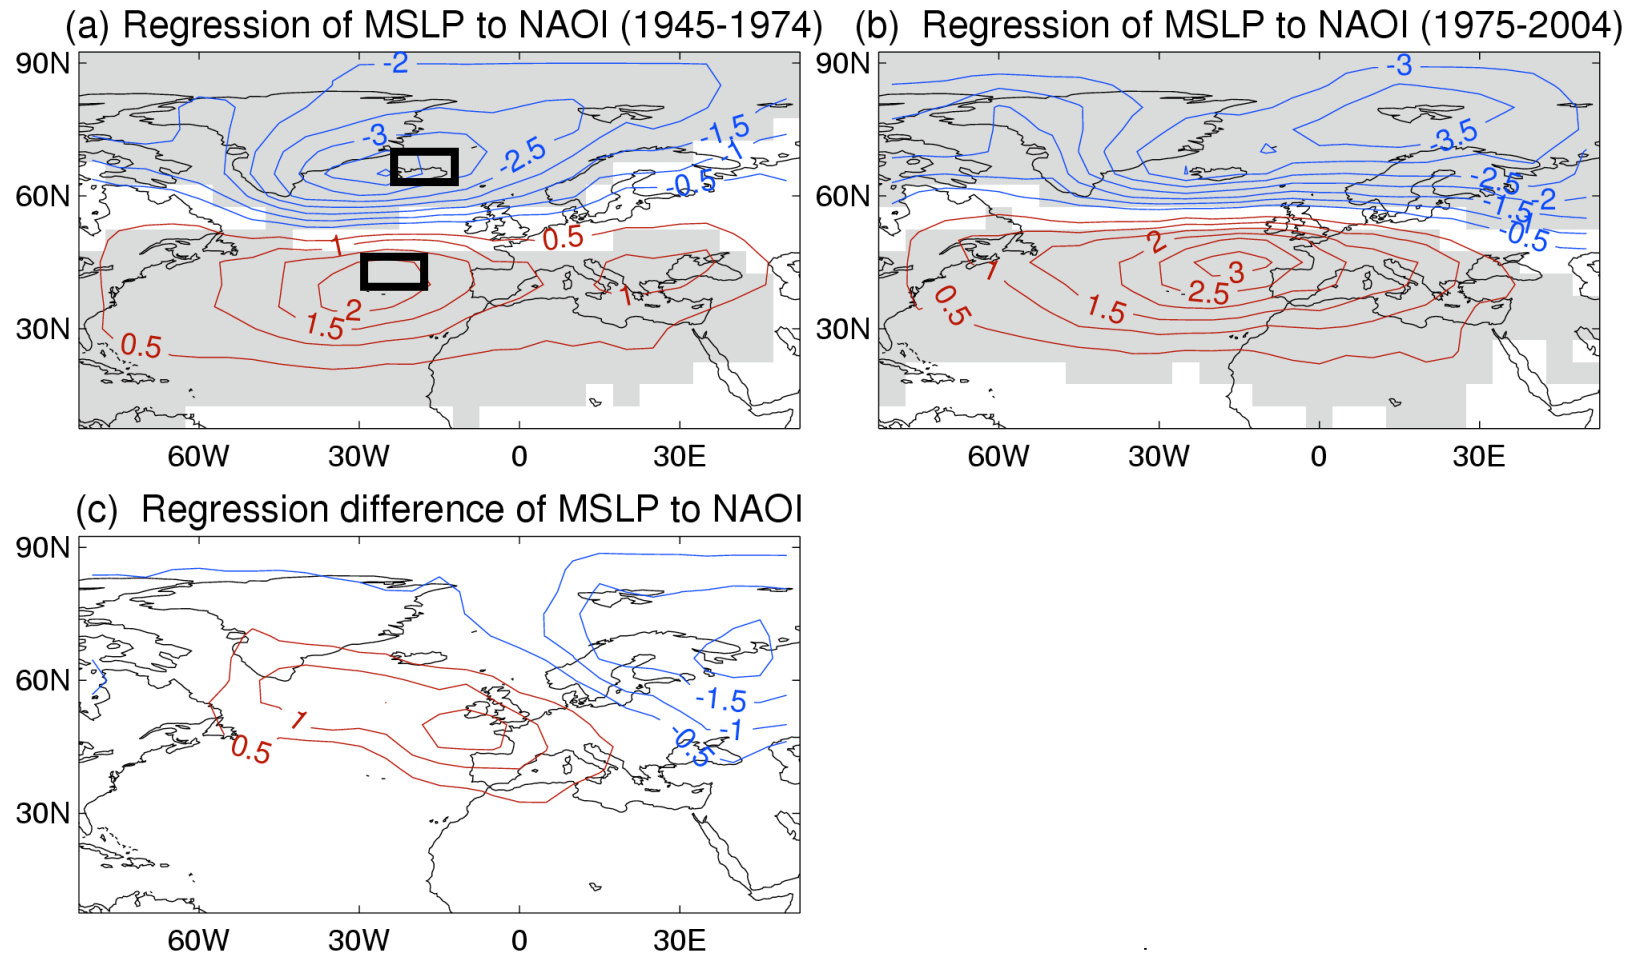 (a) Regression of MSLP to NAOI (1945-1974)
(b) Regression of MSLP to NAOI (1975-2004)
90N
-2
-3
-2.5
-1.5
-1
-0.5
60N
1
0.5
2
1.5
1
30N
0.5
60W 30W 0 30E
90N
-3
-3.5
-2.5
-2
-1.5
-1
-0.5
60N
2
3
1
2.5
0.5
1.5
30N
60W 30W 0 30E
(c) Regression difference of MSLP to NAOI
90N
60N
-1.5
1
-1
0.5
-0.5
30N
60W 30W 0 30E